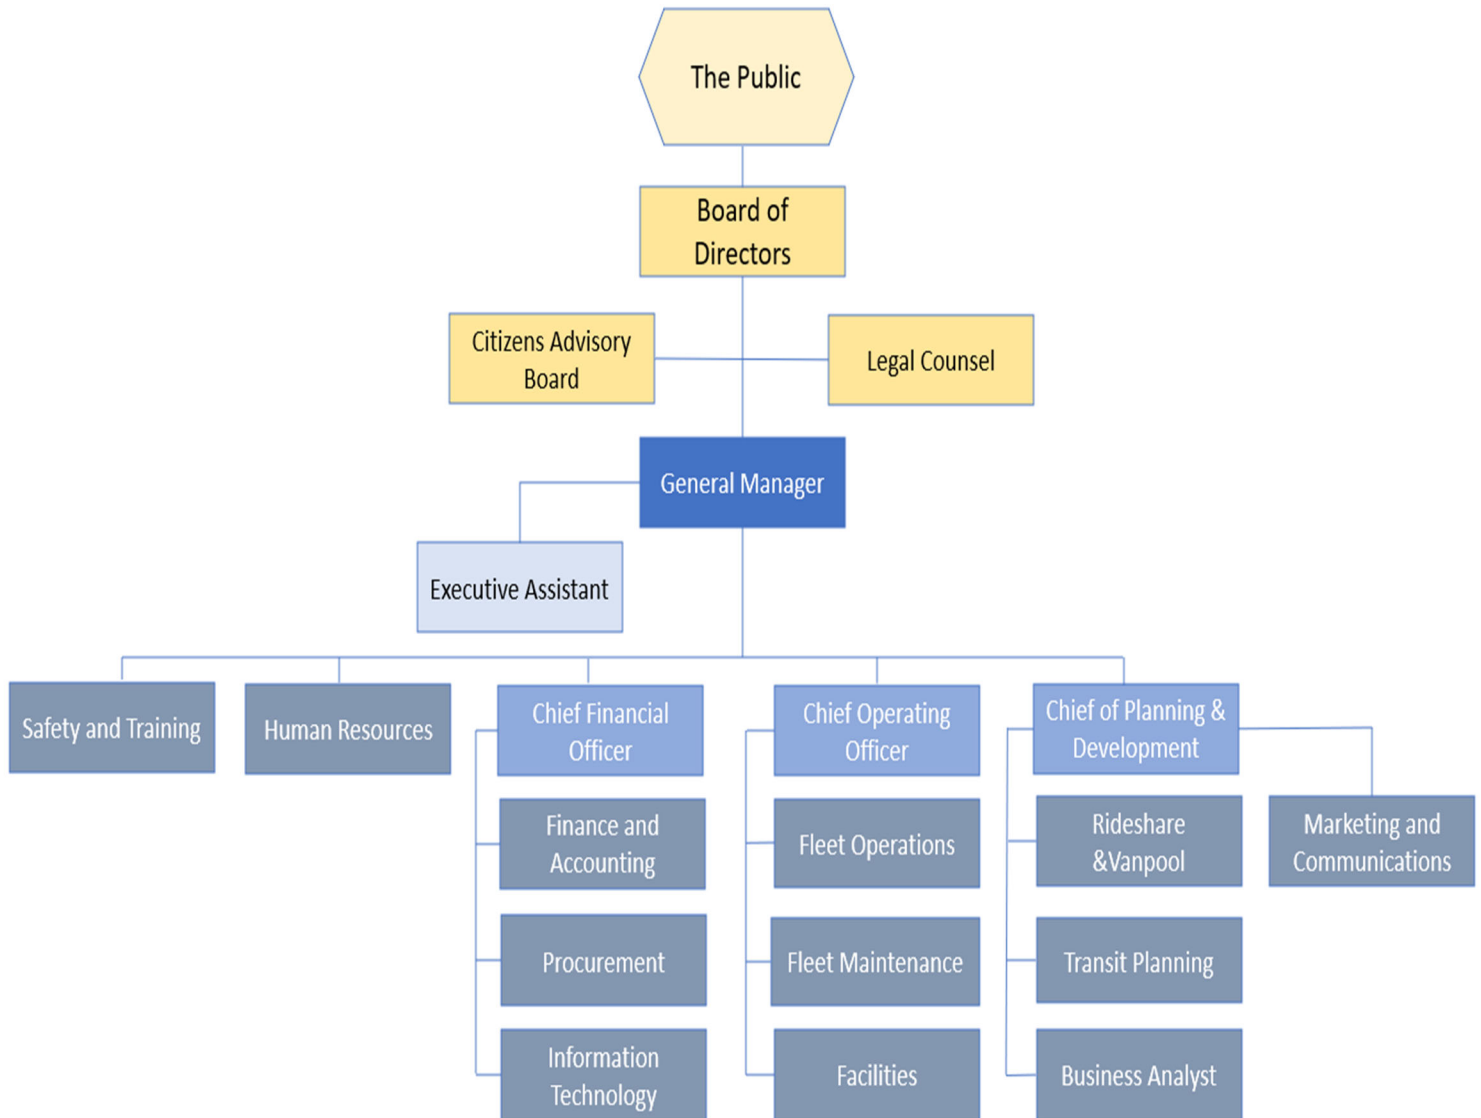 The Public
Board of
Directors
Citizens Advisory
Board
Legal Counsel
General Manager
Executive Assistant
Safety and Training
Human Resources
Chief Financial
Officer
Chief Operating
Officer
Chief of Planning &
Development
Finance and
Accounting
Fleet Operations
Rideshare
&Vanpool
Marketing and
Communications
Procurement
Fleet Maintenance
Transit Planning
Information
Technology
Facilities
Business Analyst